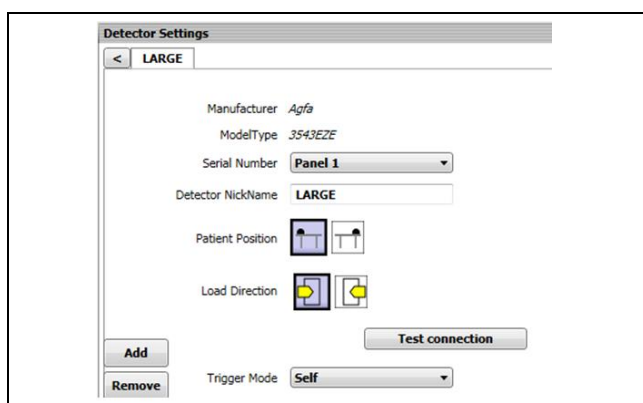 Detector Settings
< LARGE
Manufacturer Agfa
ModelType 3543EZE
Serial Number Panel 1
Detector NickName LARGE
Patient Position
Load Direction
Test connection
Add
Trigger Mode Self
Remove